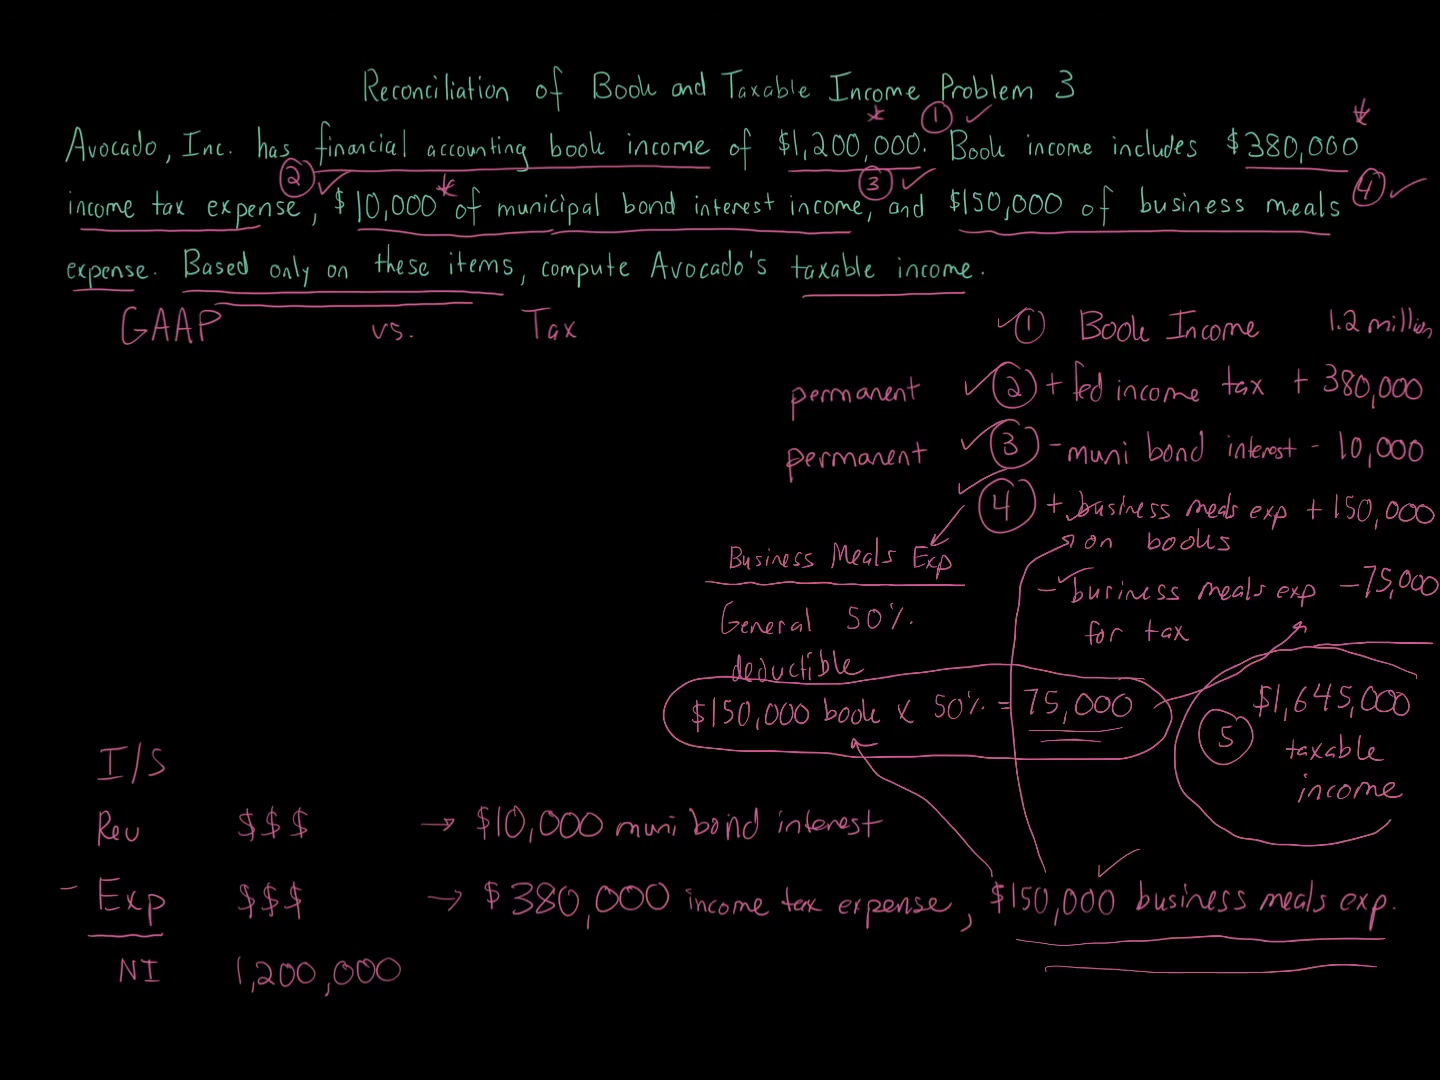 Reconciliation of Book and Taxable Income Problem 3
Avocado, Inc. has financial accounting book income of $1,200,000. Book income includes $380,000
income tax expense, $10,000 of municipal bond interest income, and $150,000 of business meals
expense. Based only on these items, compute Avocado's taxable income.
1
2
3
4
GAAP vs. Tax
1 Book Income 1.2 million
permanent 2 + fed income tax + 380,000
permanent 3 - muni bond interest - 10,000
4 + business meals exp + 150,000
on books
Business Meals Exp
- business meals exp - 75,000
for tax
General 50%
deductible
$150,000 book x 50% = 75,000
$1,645,000
5 taxable
income
I/S
Rev $$$ → $10,000 muni bond interest
- Exp $$$ → $380,000 income tax expense, $150,000 business meals exp.
NI 1,200,000